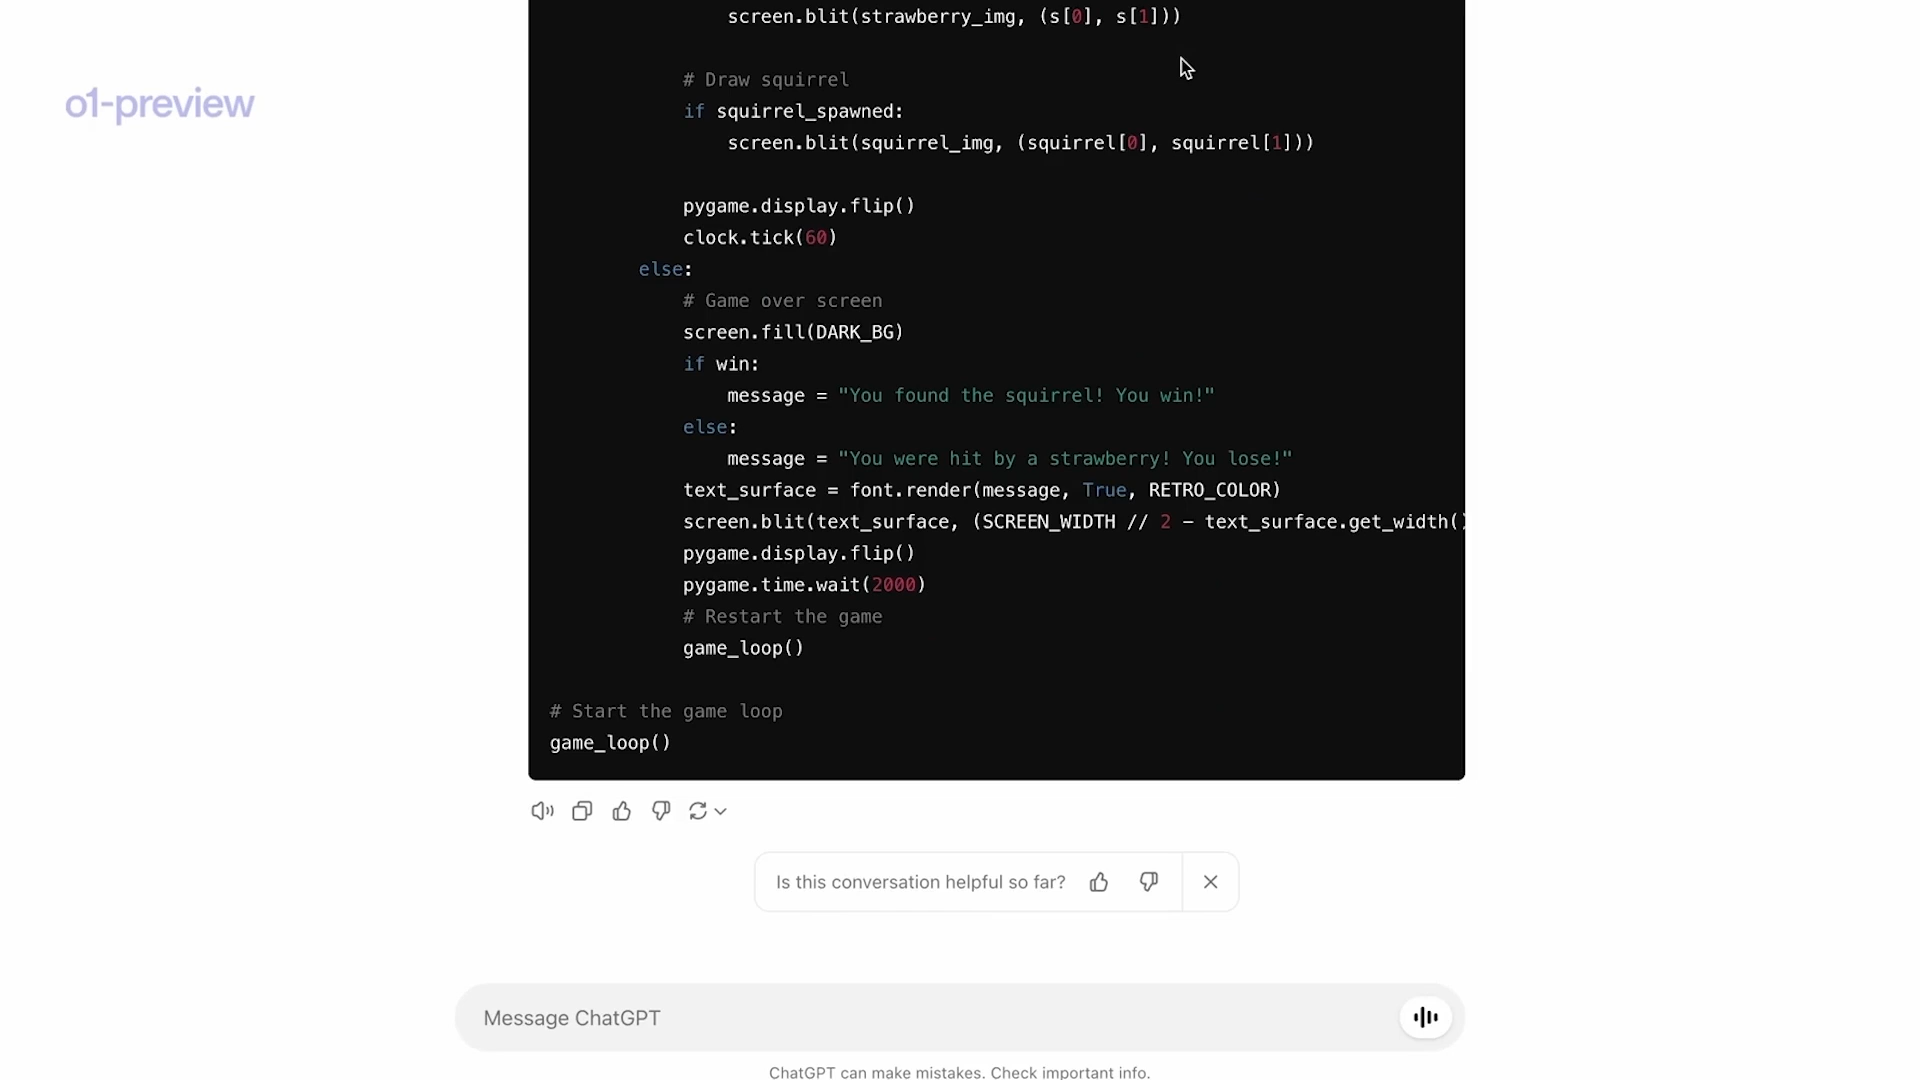 screen.blit(strawberry_img, (s[0], s[1]))
o1-preview
# Draw squirrel
if squirrel_spawned:
screen.blit(squirrel_img, (squirrel[0], squirrel[1]))
pygame.display.flip()
clock.tick(60)
else:
# Game over screen
screen.fill(DARK_BG)
if win:
message = "You found the squirrel! You win!"
else:
message = "You were hit by a strawberry! You lose!"
text_surface = font.render(message, True, RETRO_COLOR)
screen.blit(text_surface, (SCREEN_WIDTH // 2 - text_surface.get_width()
pygame.display.flip()
pygame.time.wait(2000)
# Restart the game
game_loop()
# Start the game loop
game_loop()
Is this conversation helpful so far?
Message ChatGPT
ChatGPT can make mistakes. Check important info.